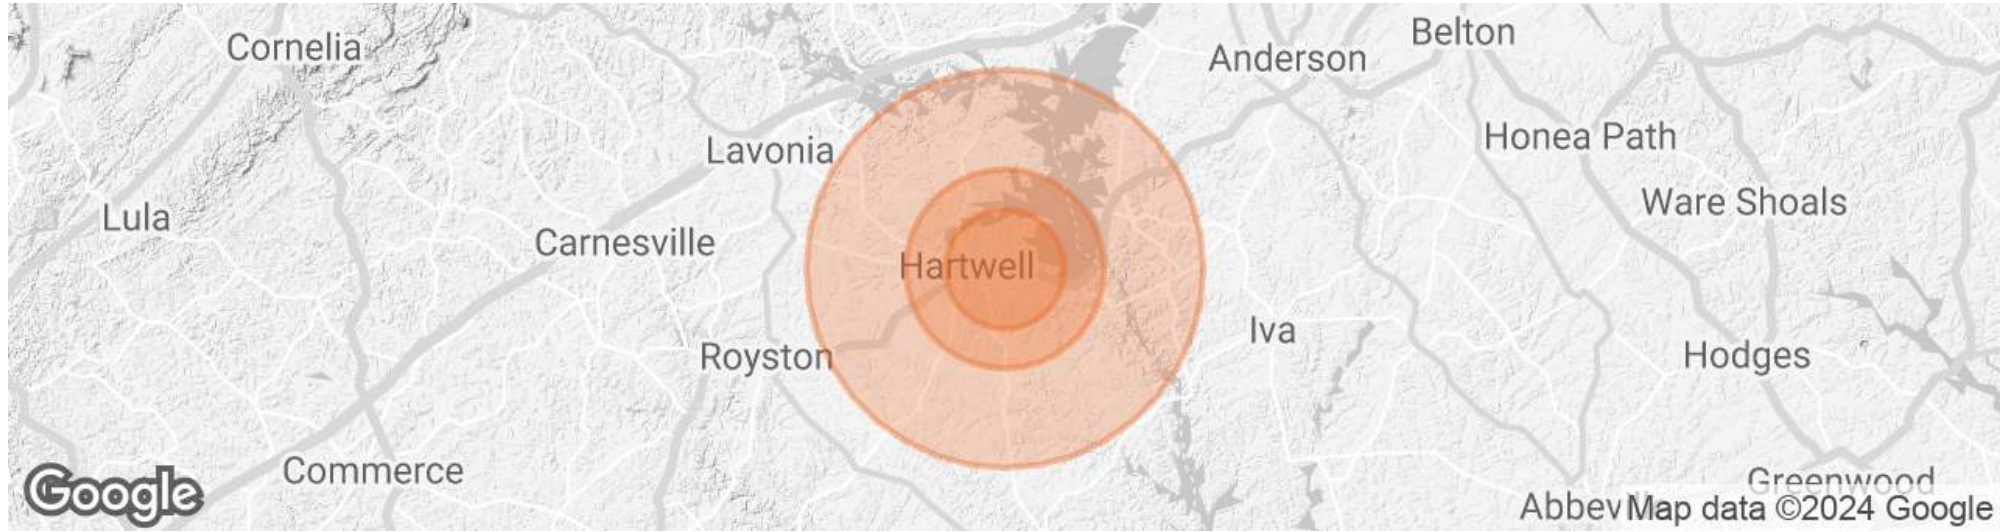 Cornelia
Belton
Anderson
Honea Path
Lavonia
Ware Shoals
Lula
Carnesville
Hartwell
Iva
Royston
Hodges
Commerce
Greenwood
Google
Abbev
Map data ©2024 Google